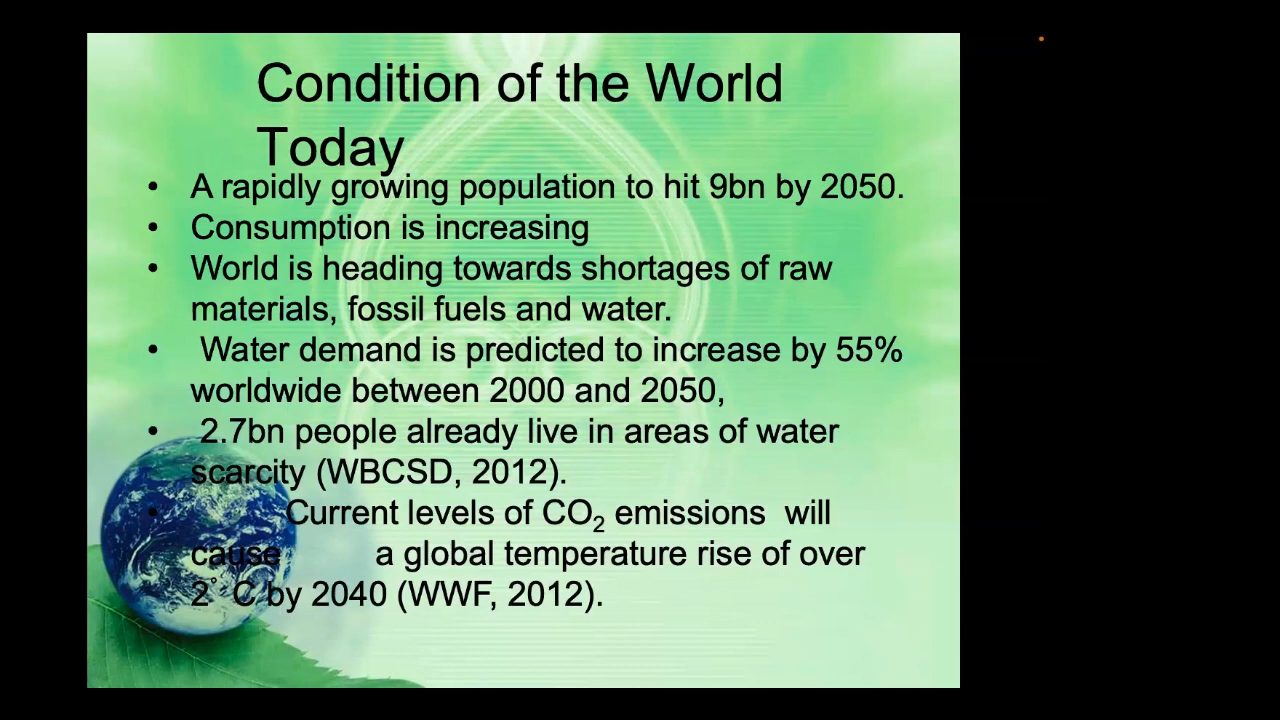 Condition of the World
Today
• A rapidly growing population to hit 9bn by 2050.
• Consumption is increasing
• World is heading towards shortages of raw
materials, fossil fuels and water.
• Water demand is predicted to increase by 55%
worldwide between 2000 and 2050,
• 2.7bn people already live in areas of water
scarcity (WBCSD, 2012).
• Current levels of CO₂ emissions will
cause a global temperature rise of over
2° C by 2040 (WWF, 2012).